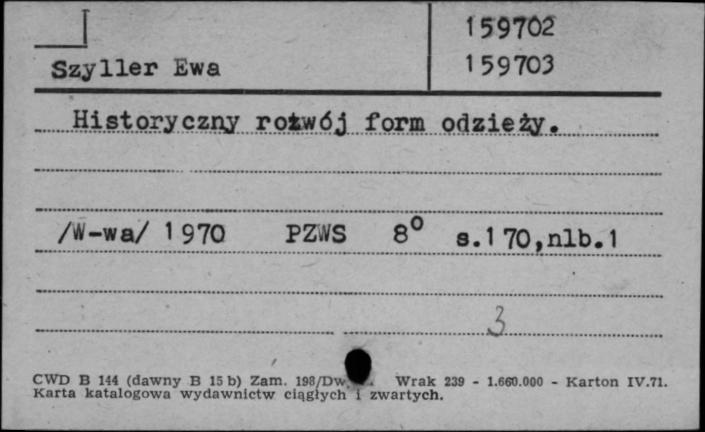 159702
Szyller Ewa 159703
Historyczny rozwój form odzieży.
/W-wa/ 1970 PZWS 8° s.170,nlb.1
3
CWD B 144 (dawny B 15 b) Zam. 198/Dw. Wrak 239 - 1.660.000 - Karton IV.71.
Karta katalogowa wydawnictw ciągłych i zwartych.